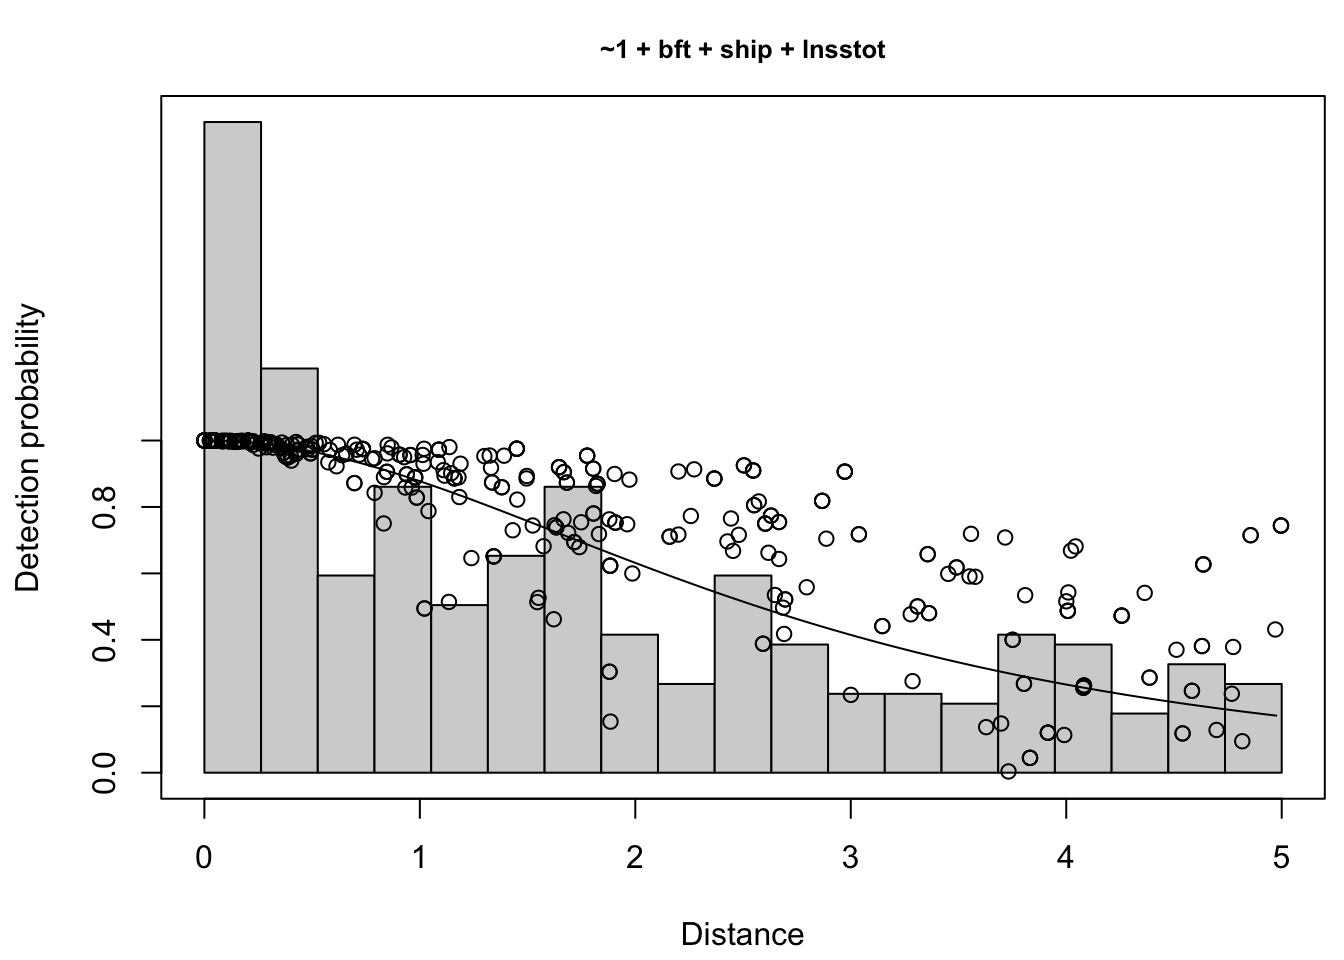 ~1 + bft + ship + lnsstot
Detection probability
0.8
0.4
0.0
0 1 2 3 4 5
Distance